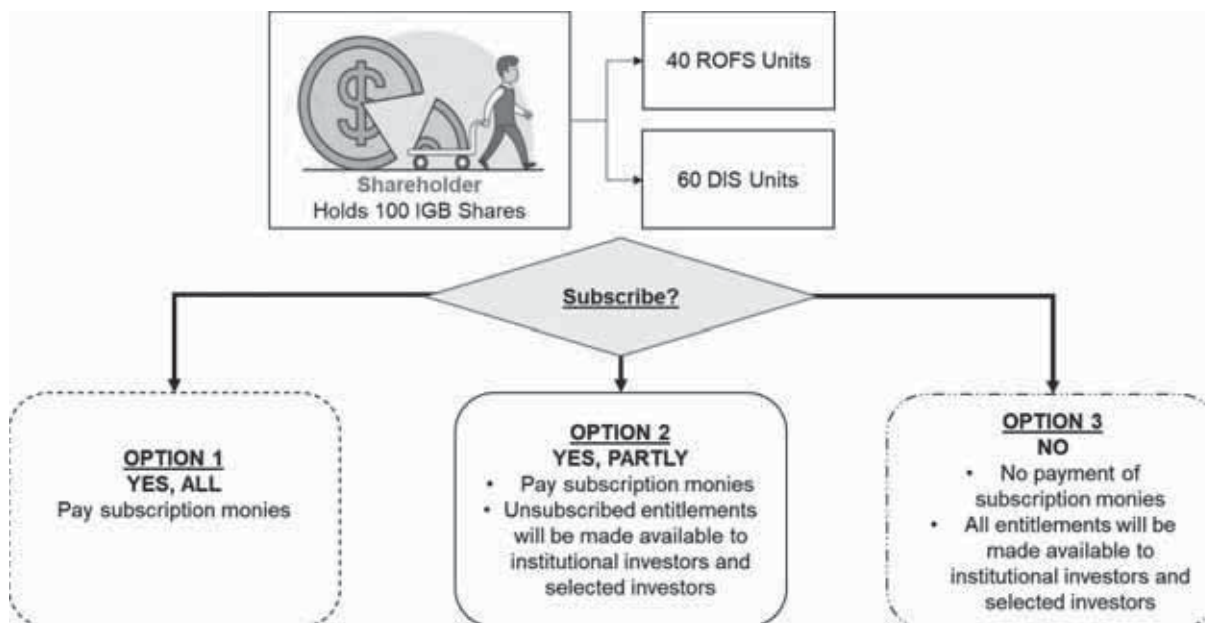 Shareholder
Holds 100 IGB Shares
40 ROFS Units
60 DIS Units
Subscribe?
OPTION 1
YES, ALL
Pay subscription monies
OPTION 2
YES, PARTLY
• Pay subscription monies
• Unsubscribed entitlements
will be made available to
institutional investors and
selected investors
OPTION 3
NO
• No payment of
subscription monies
• All entitlements will be
made available to
institutional investors and
selected investors